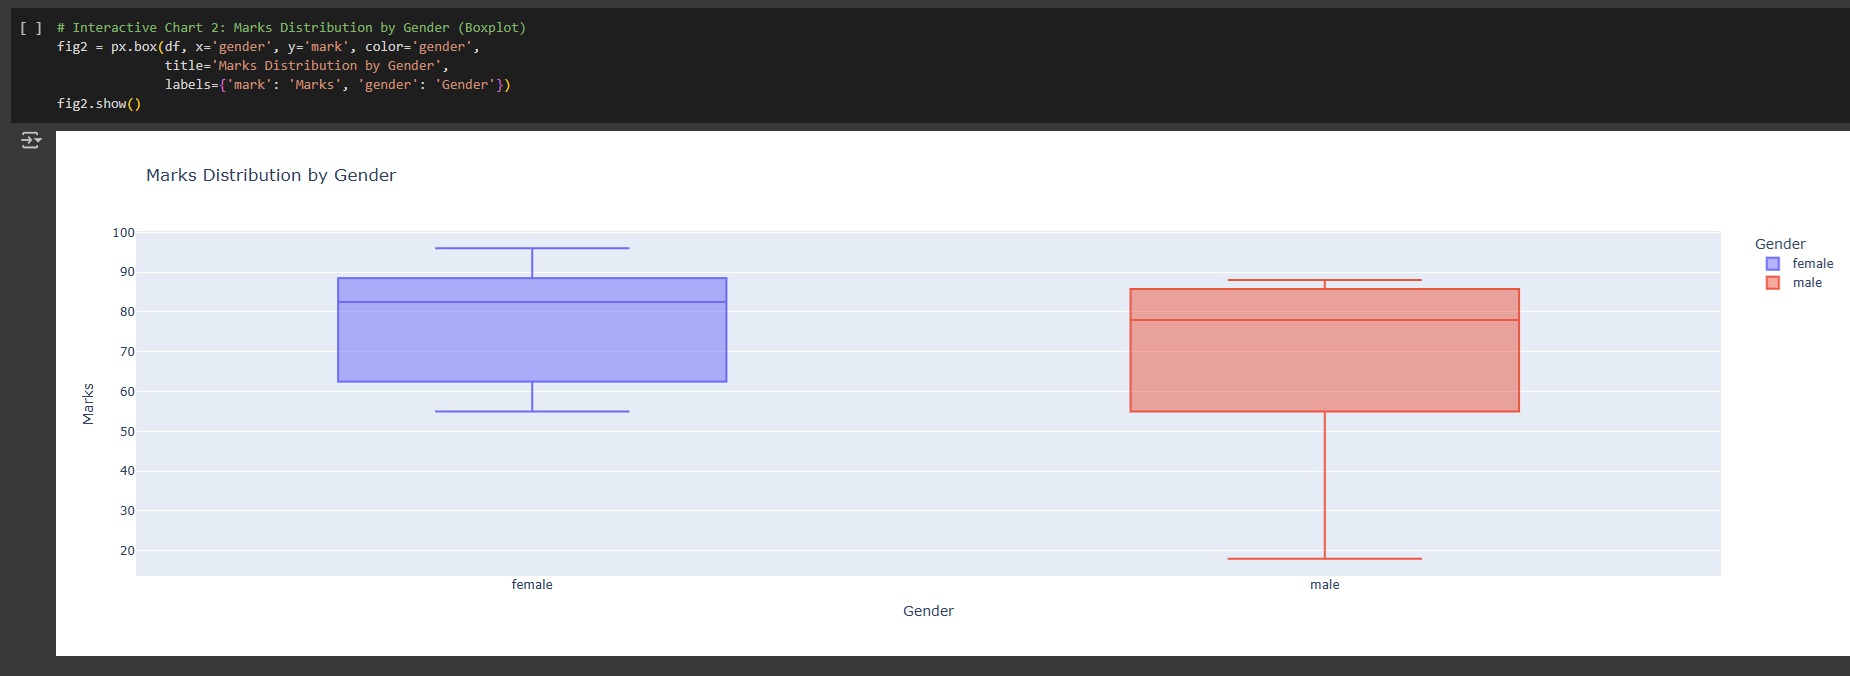 [ ] # Interactive Chart 2: Marks Distribution by Gender (Boxplot)
fig2 = px.box(df, x='gender', y='mark', color='gender',
title='Marks Distribution by Gender',
labels={'mark': 'Marks', 'gender': 'Gender'})
fig2.show()
Marks Distribution by Gender
100
90
80
70
60
50
40
30
20
Marks
female
male
Gender
Gender
female
male